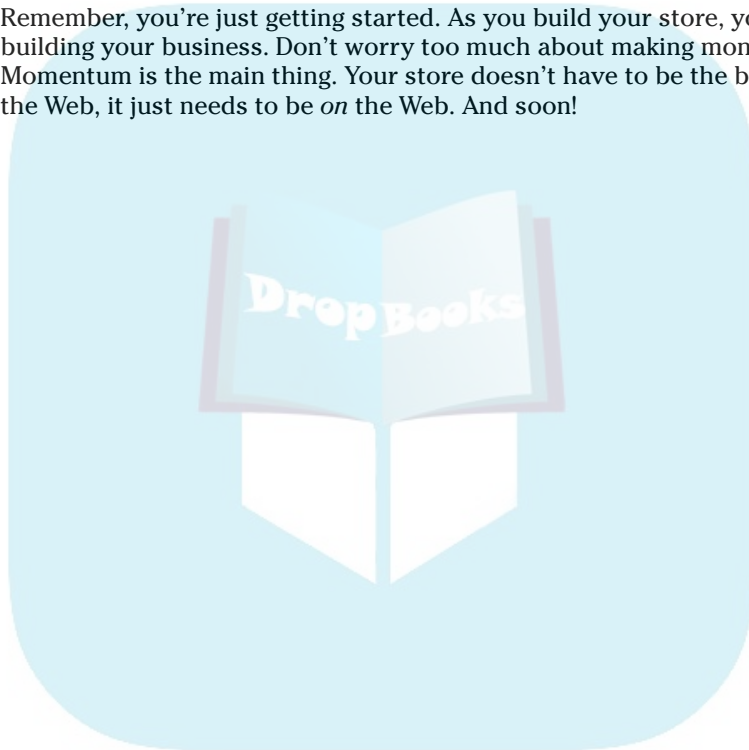 Remember, you’re just getting started. As you build your store,
building your business. Don’t worry too much about making
Momentum is the main thing. Your store doesn’t have to be the
the Web, it just needs to be on the Web. And soon!
DropBooks